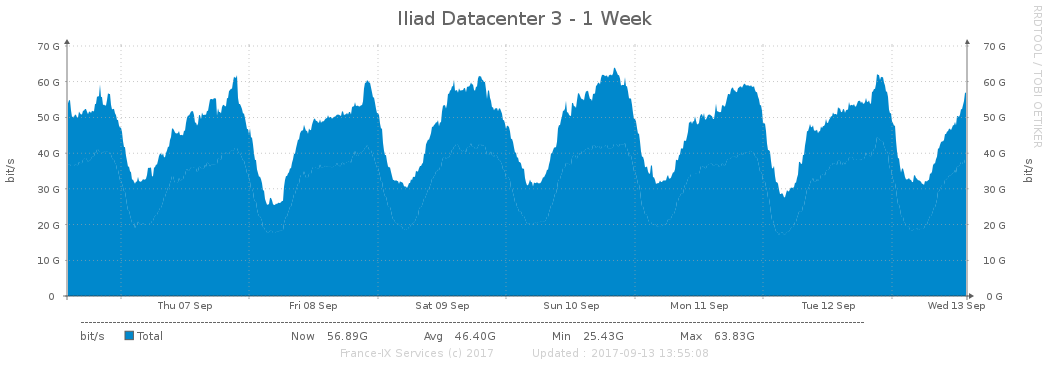 Iliad Datacenter 3 - 1 Week
RRDTOOL / TOBI OETIKER
70 G 70 G
60 G 60 G
50 G 50 G
40 G 40 G
30 G 30 G
20 G 20 G
10 G 10 G
0 0 G
bit/s bit/s
Thu 07 Sep Fri 08 Sep Sat 09 Sep Sun 10 Sep Mon 11 Sep Tue 12 Sep Wed 13 Sep
bit/s Total Now 56.89G Avg 46.40G Min 25.43G Max 63.83G
France-IX Services (c) 2017 Updated : 2017-09-13 13:55:08